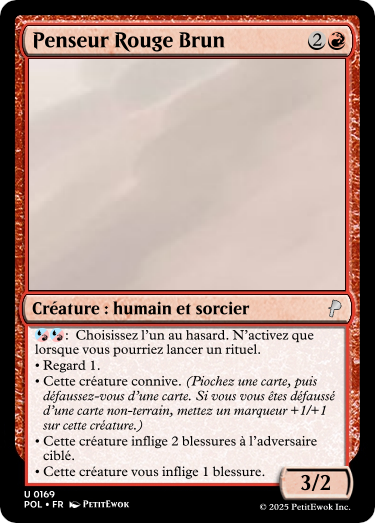 Penseur Rouge Brun 2
Créature : humain et sorcier
: Choisissez l'un au hasard. N'activez que
lorsque vous pourriez lancer un rituel.
• Regard 1.
• Cette créature connive. (Piochez une carte, puis
défaussez-vous d'une carte. Si vous vous êtes défaussé
d'une carte non-terrain, mettez un marqueur +1/+1
sur cette créature.)
• Cette créature inflige 2 blessures à l'adversaire
ciblé.
• Cette créature vous inflige 1 blessure.
3/2
U 0169
POL • FR PetitEwok
© 2025 PetitEwok Inc.